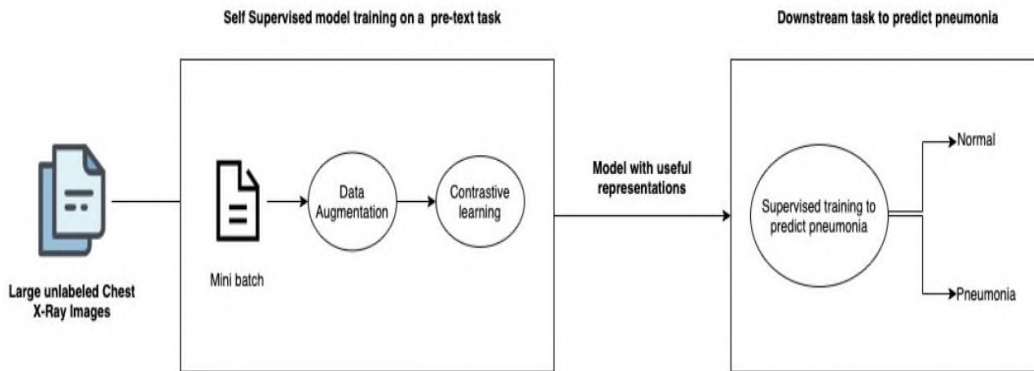 Self Supervised model training on a pre-text task
Downstream task to predict pneumonia
Large unlabeled Chest
X-Ray Images
Mini batch
Data
Augmentation
Contrastive
learning
Model with useful
representations
Supervised training to
predict pneumonia
Normal
Pneumonia